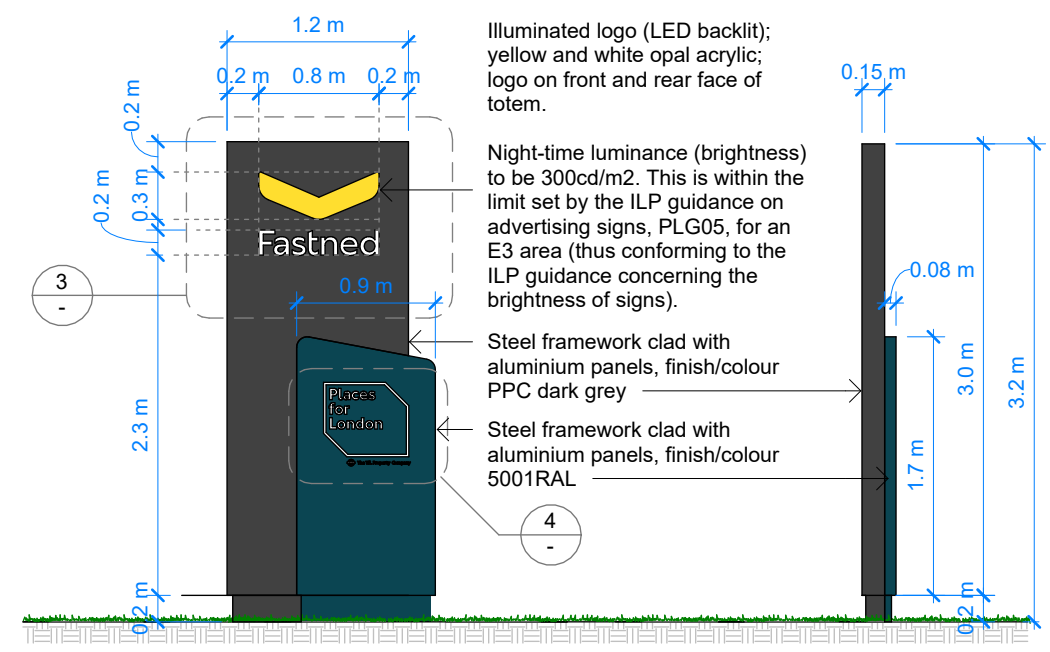 1.2 m
0.2 m 0.8 m 0.2 m
0.2 m
0.3 m
0.2 m
2.3 m
0.2 m
3
-
Fastned
0.9 m
Places
for
London
4
-
Illuminated logo (LED backlit);
yellow and white opal acrylic;
logo on front and rear face of
totem.
Night-time luminance (brightness)
to be 300cd/m2. This is within the
limit set by the ILP guidance on
advertising signs, PLG05, for an
E3 area (thus conforming to the
ILP guidance concerning the
brightness of signs).
Steel framework clad with
aluminium panels, finish/colour
PPC dark grey
Steel framework clad with
aluminium panels, finish/colour
5001RAL
0.15 m
0.08 m
1.7 m
3.0 m
3.2 m
0.2 m